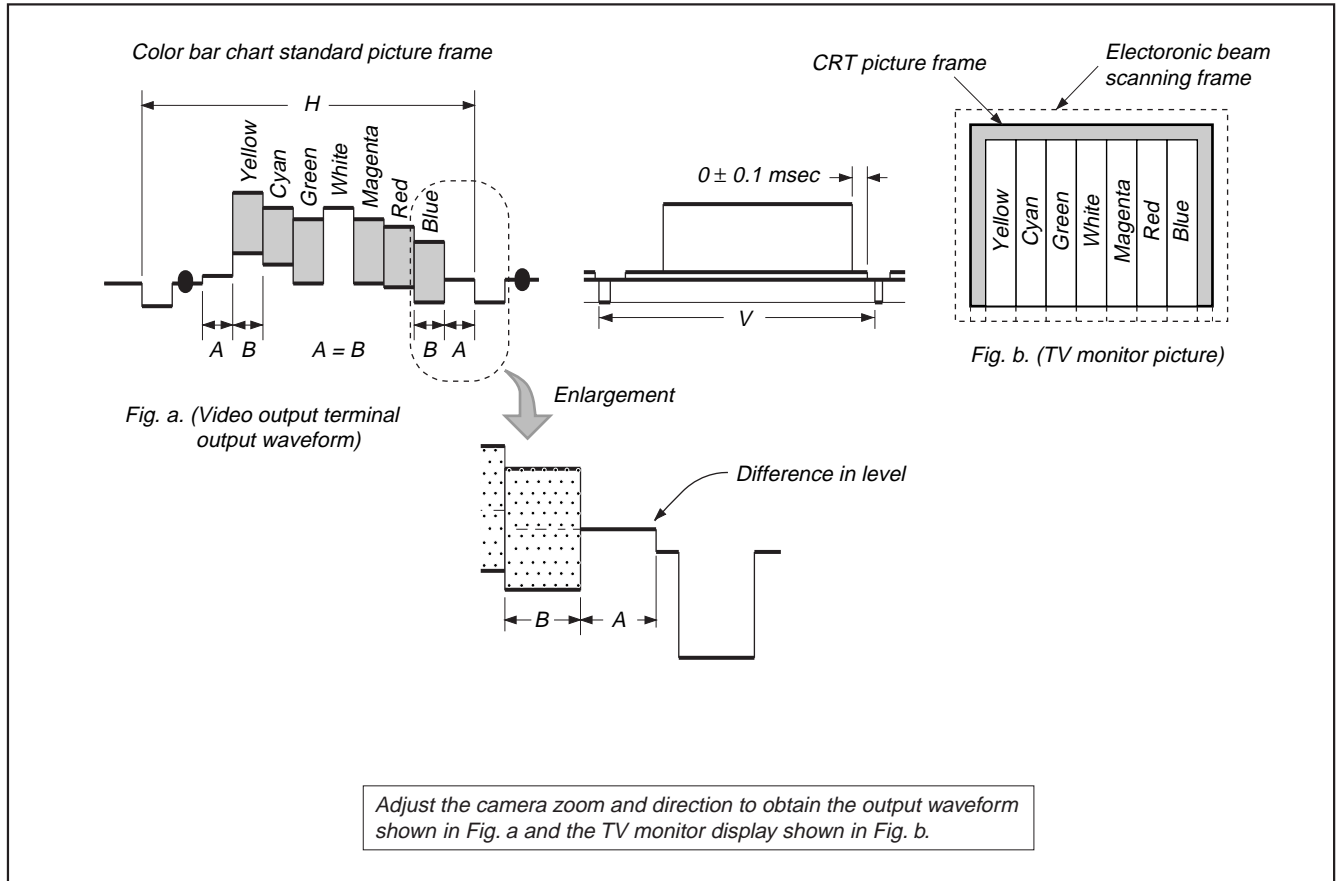 Color bar chart standard picture frame
H
Yellow
Cyan
Green
White
Magenta
Red
Blue
A
B
A = B
B
A
Fig. a. (Video output terminal
output waveform)
0 ± 0.1 msec
V
CRT picture frame
Electoronic beam
scanning frame
Yellow
Cyan
Green
White
Magenta
Red
Blue
Fig. b. (TV monitor picture)
Enlargement
Difference in level
B
A
Adjust the camera zoom and direction to obtain the output waveform
shown in Fig. a and the TV monitor display shown in Fig. b.